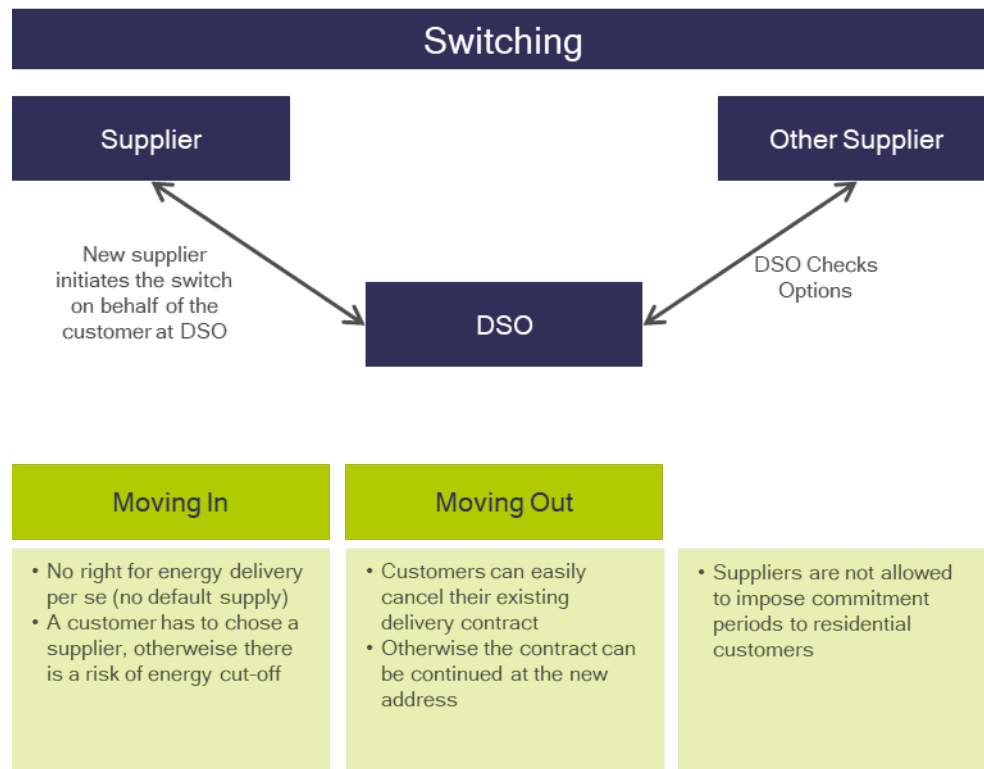 Switching
Supplier
Other Supplier
New supplier
initiates the switch
on behalf of the
customer at DSO
DSO Checks
Options
DSO
Moving In
Moving Out
• No right for energy delivery
per se (no default supply)
• A customer has to chose a
supplier, otherweise there
is a risk of energy cut-off
• Customers can easily
cancel their existing
delivery contract
• Otherwise the contract can
be continued at the new
address
• Suppliers are not allowed
to impose commitment
periods to residential
customers